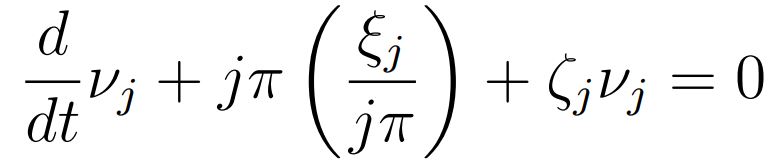 \frac{d}{dt}\nu_j + j\pi\left(\frac{\xi_j}{j\pi}\right) + \zeta_j\nu_j = 0